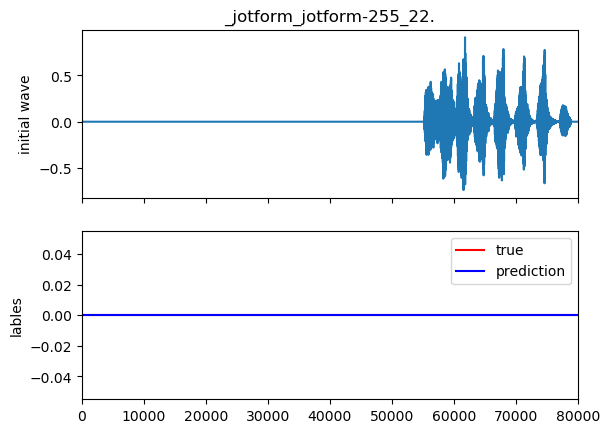 _jotform_jotform-255_22.
initial wave
0.5
0.0
−0.5
lables
0.04
0.02
0.00
−0.02
−0.04
true
prediction
0 10000 20000 30000 40000 50000 60000 70000 80000